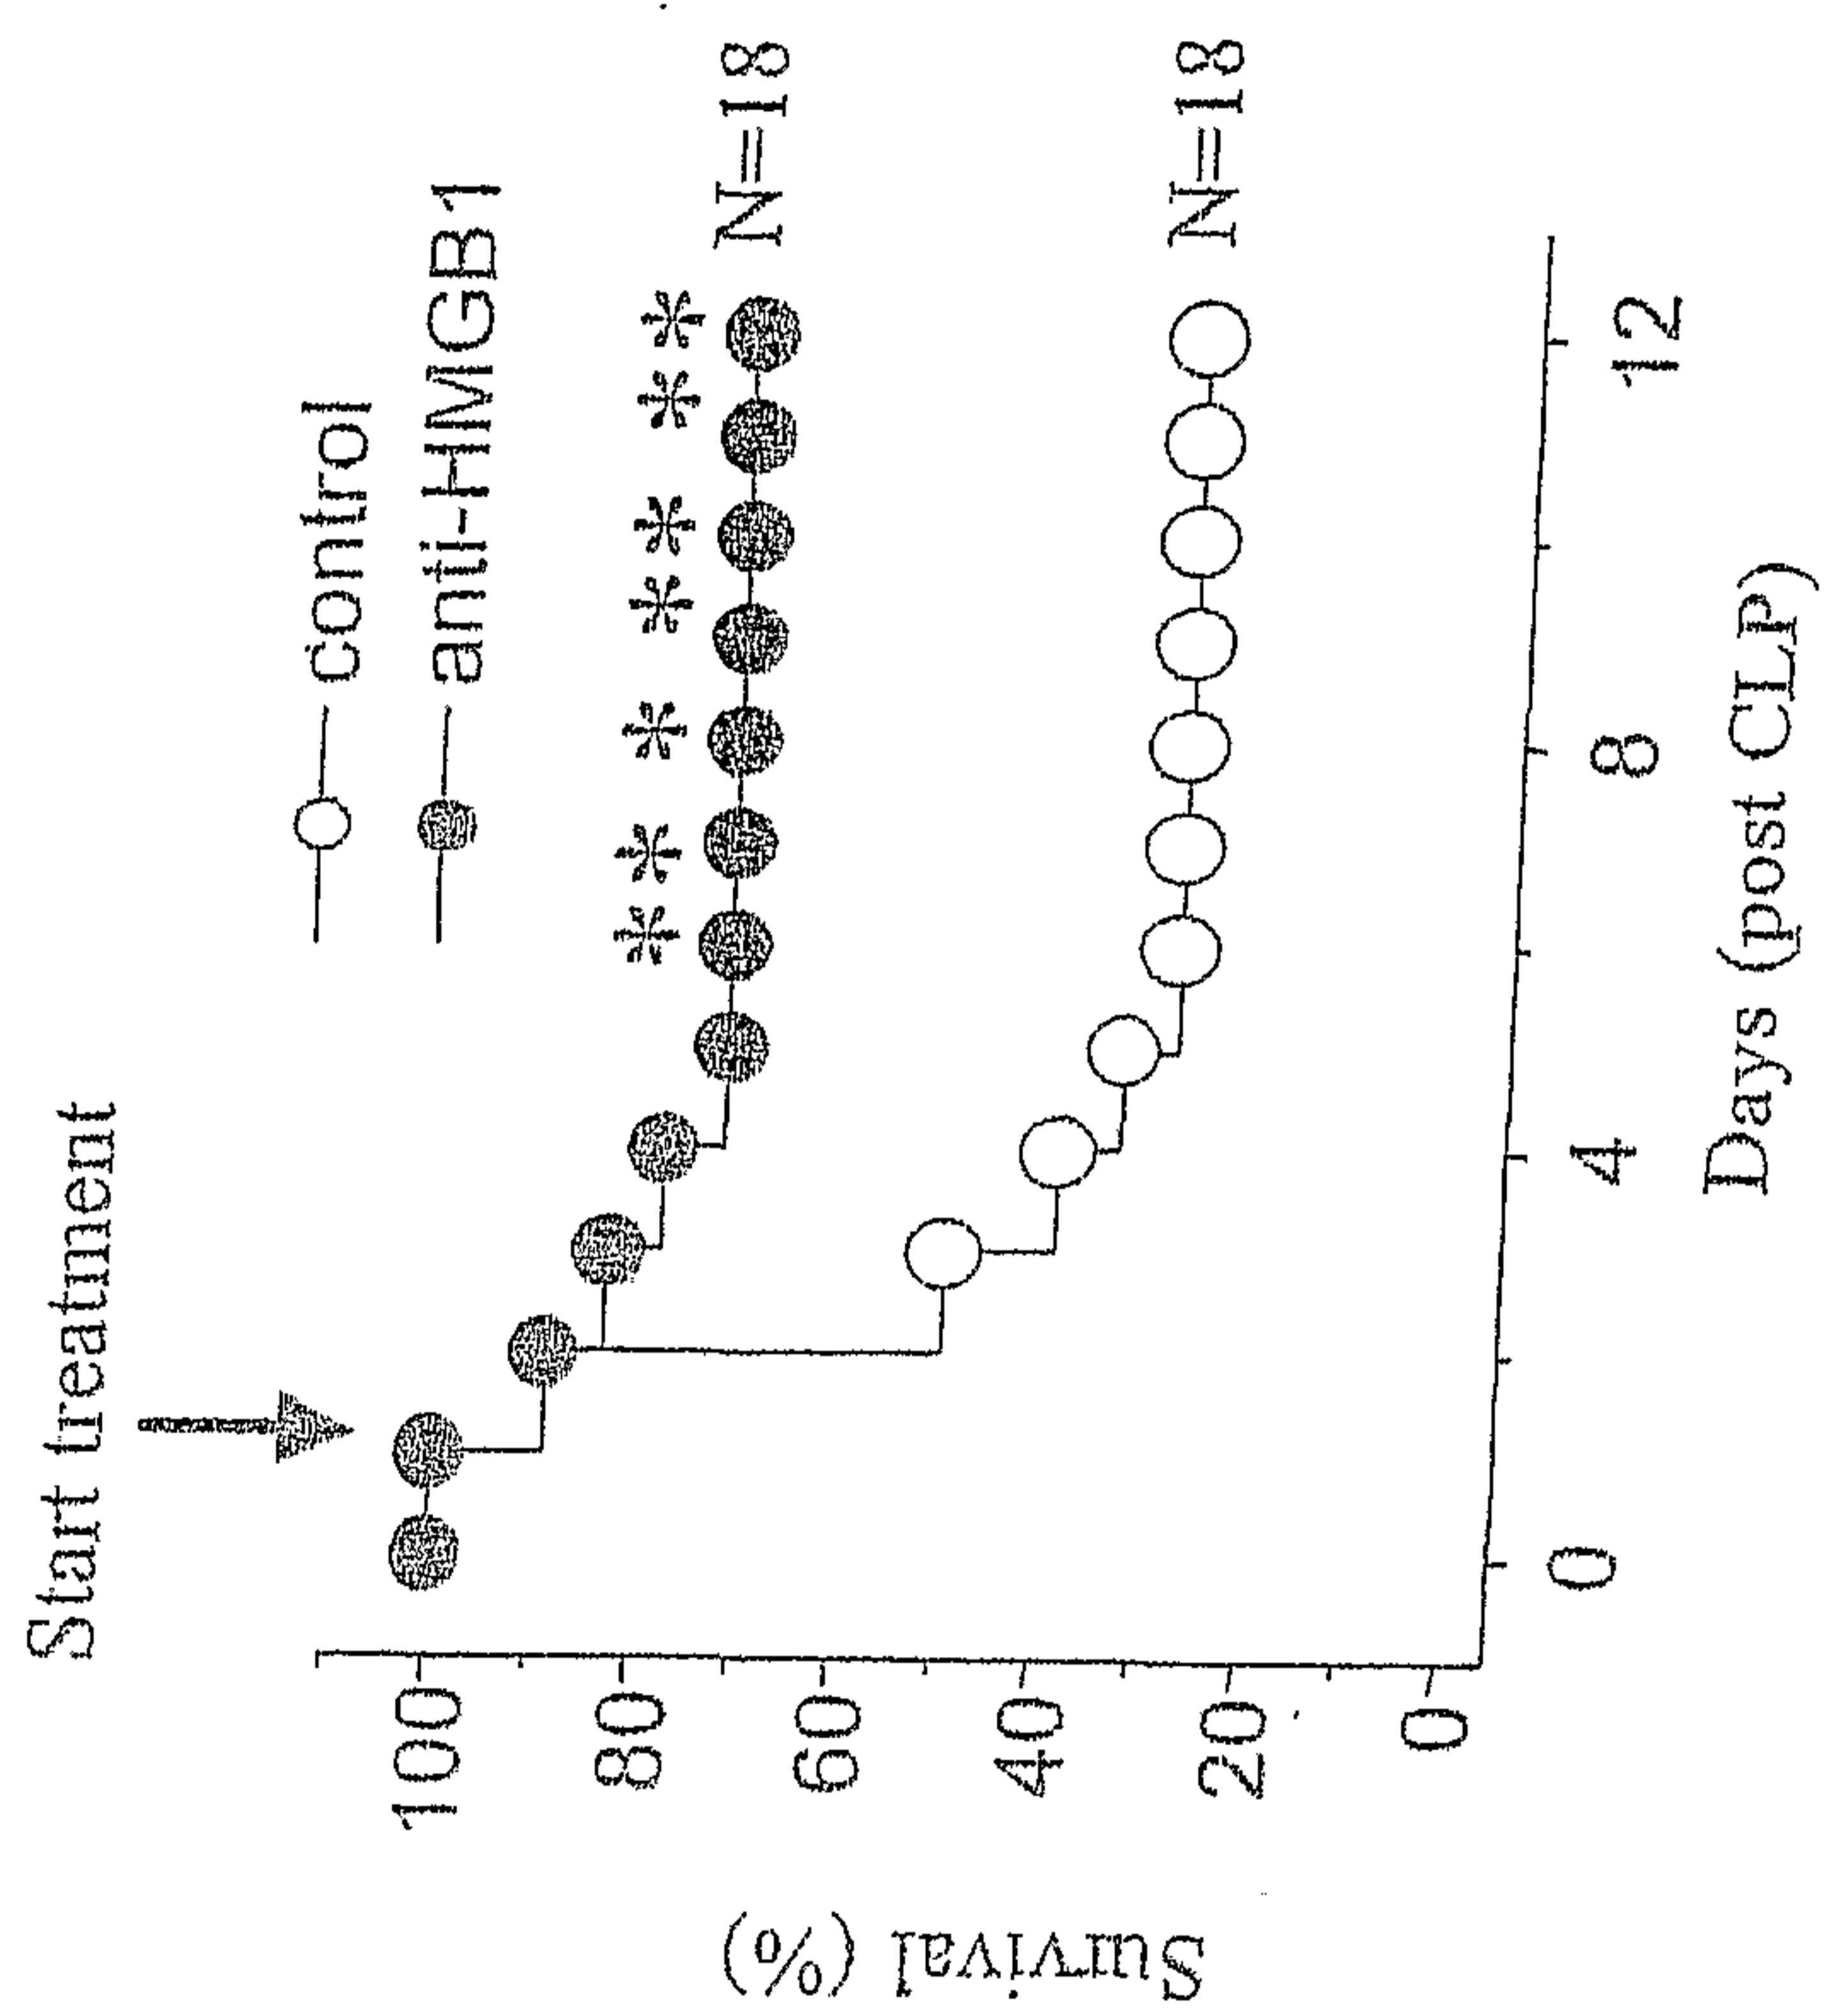 Start treatment
control
anti-HMGB1
100
80
60
40
20
0
Survival (%)
* * * * * * *
N=18
N=18
0
4
8
12
Days (post CLP)